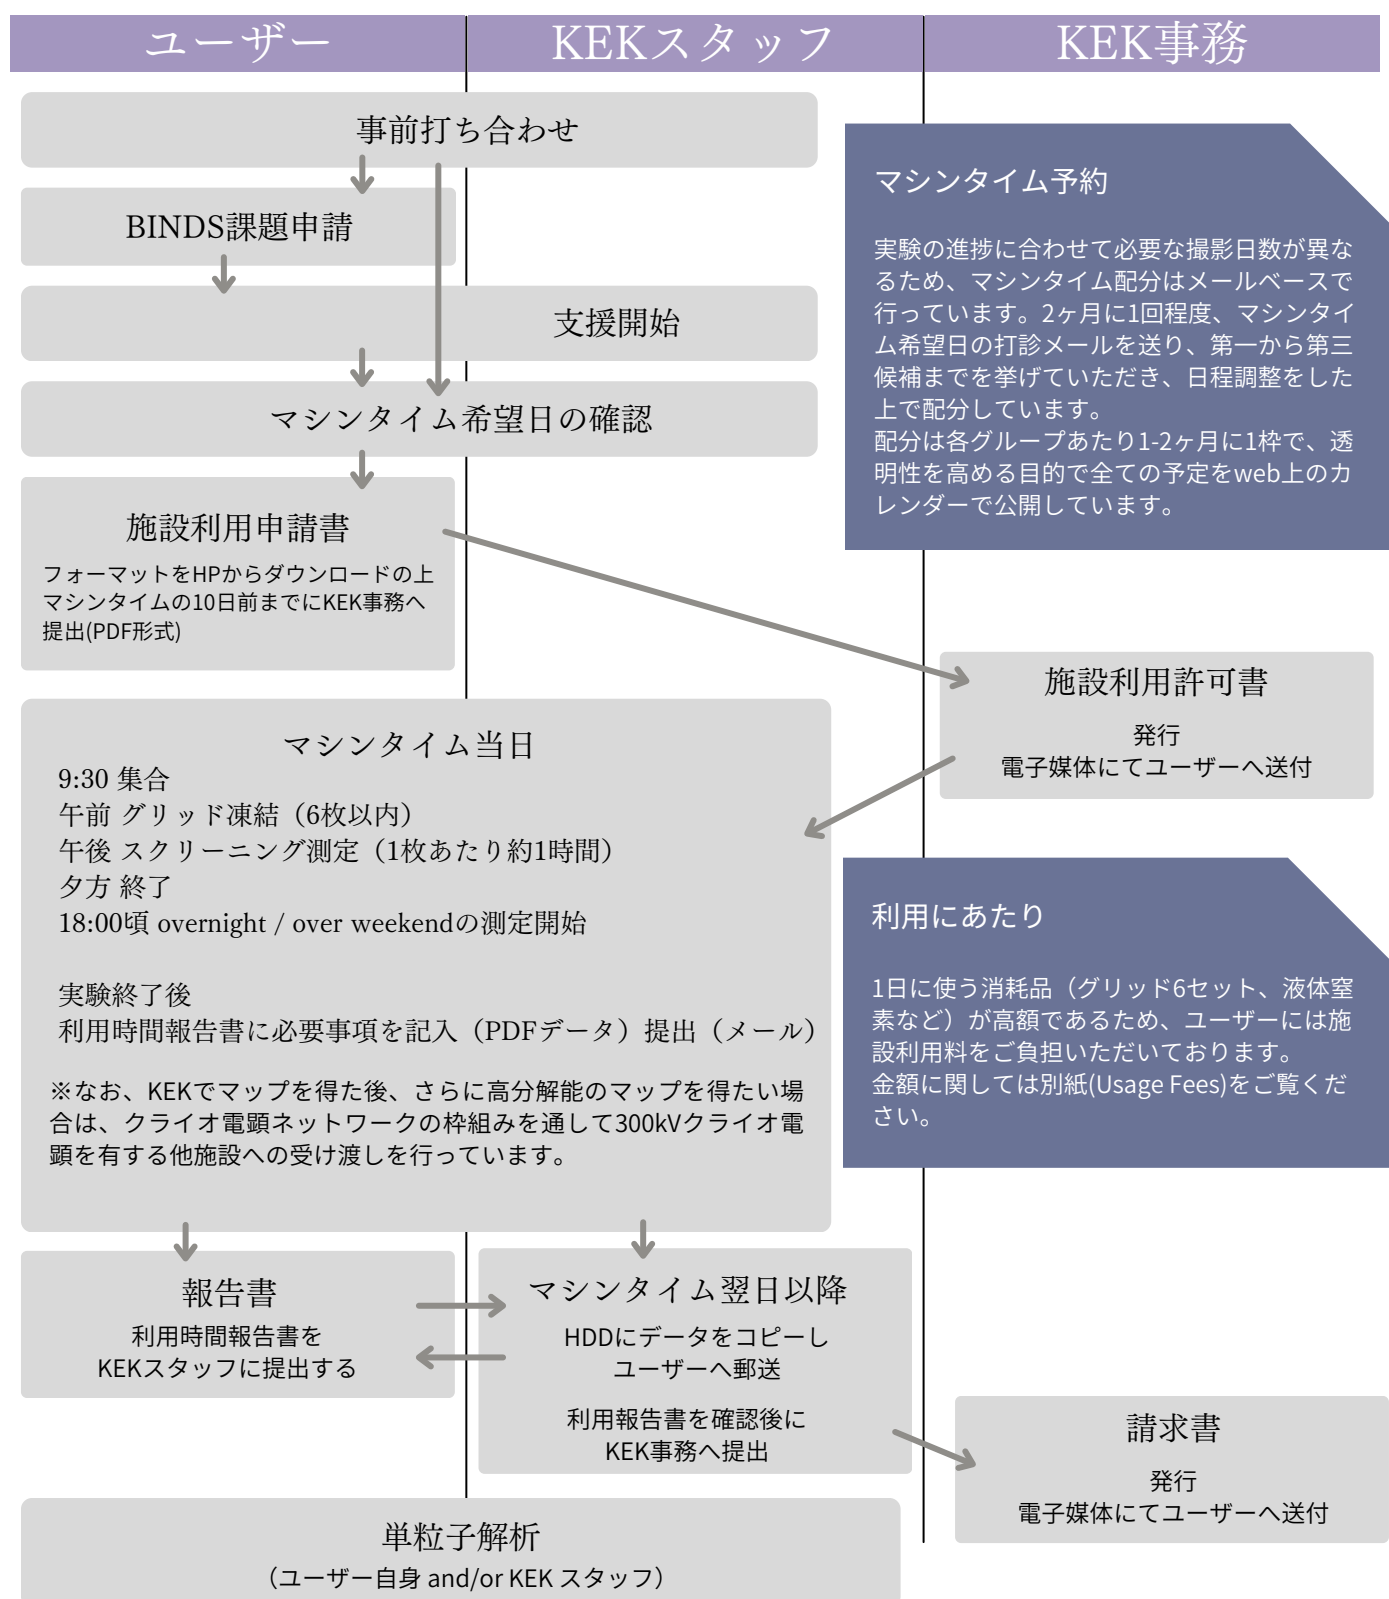 ユーザー
KEKスタッフ
KEK事務
事前打ち合わせ
BINDS課題申請
支援開始
マシンタイム希望日の確認
マシンタイム予約
実験の進捗に合わせて必要な撮影日数が異な
るため、マシンタイム配分はメールベースで
行っています。2ヶ月に1回程度、マシンタイ
ム希望日の打診メールを送り、第一から第三
候補までを挙げていただき、日程調整をした
上で配分しています。
配分は各グループあたり1-2ヶ月に1枠で、透
明性を高める目的で全ての予定をweb上のカ
レンダーで公開しています。
施設利用申請書
フォーマットをHPからダウンロードの上
マシンタイムの10日前までにKEK事務へ
提出(PDF形式)
施設利用許可書
発行
電子媒体にてユーザーへ送付
マシンタイム当日
9:30 集合
午前 グリッド凍結（6枚以内）
午後 スクリーニング測定（1枚あたり約1時間）
夕方 終了
18:00頃 overnight / over weekendの測定開始
実験終了後
利用時間報告書に必要事項を記入（PDFデータ）提出（メール）
※なお、KEKでマップを得た後、さらに高分解能のマップを得たい場
合は、クライオ電顕ネットワークの枠組みを通して300kVクライオ電
顕を有する他施設への受け渡しを行っています。
利用にあたり
1日に使う消耗品（グリッド6セット、液体窒
素など）が高額であるため、ユーザーには施
設利用料をご負担いただいております。
金額に関しては別紙(Usage Fees)をご覧くだ
さい。
報告書
利用時間報告書を
KEKスタッフに提出する
マシンタイム翌日以降
HDDにデータをコピーし
ユーザーへ郵送
利用報告書を確認後に
KEK事務へ提出
請求書
発行
電子媒体にてユーザーへ送付
単粒子解析
（ユーザー自身 and/or KEK スタッフ）